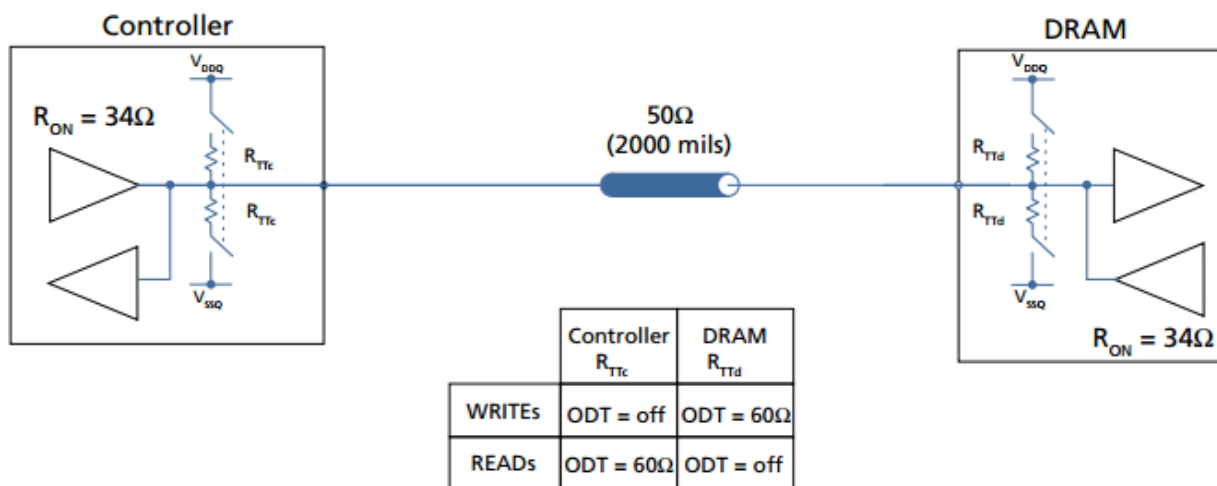 Controller
DRAM
V_DDQ
V_DDQ
R_ON = 34Ω
50Ω
(2000 mils)
R_TTc
R_TTd
R_TTc
R_TTd
V_SSQ
V_SSQ
R_ON = 34Ω
Controller R_TTc
DRAM R_TTd
WRITEs ODT = off ODT = 60Ω
READs ODT = 60Ω ODT = off